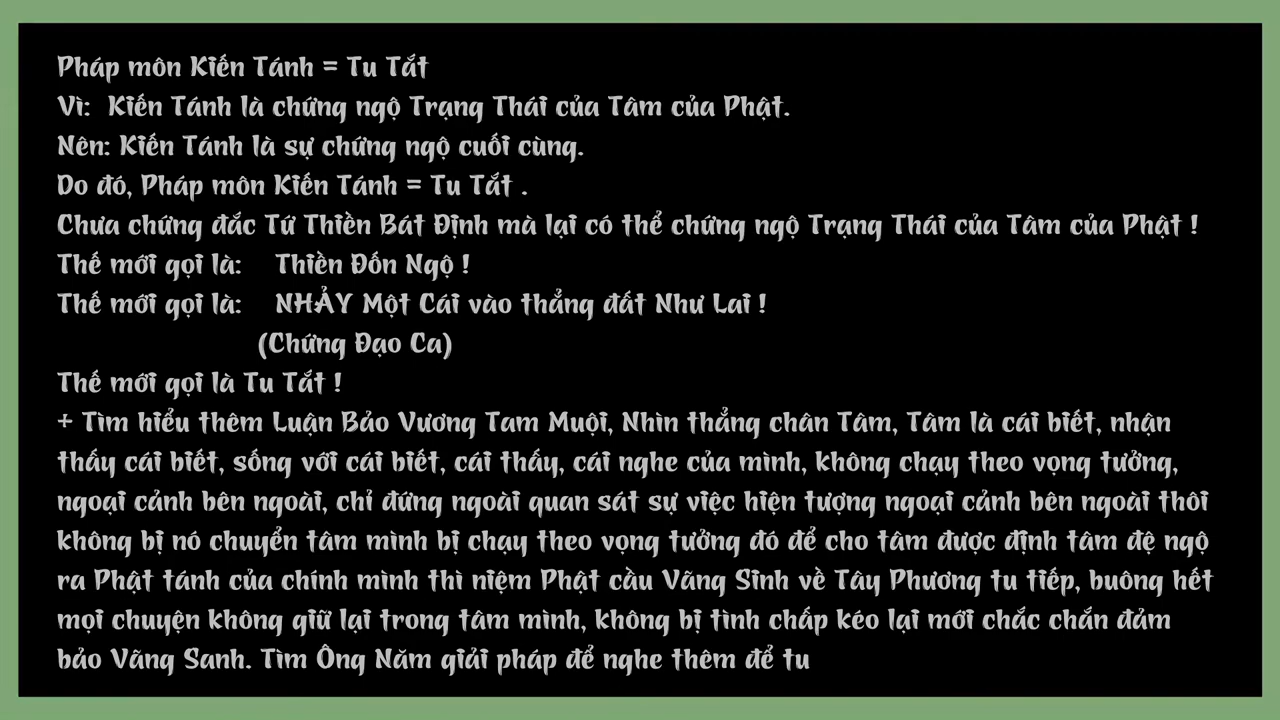 Pháp môn Kiến Tánh = Tu Tắt
Vì: Kiến Tánh là chứng ngộ Trạng Thái của Tâm của Phật.
Nên: Kiến Tánh là sự chứng ngộ cuối cùng.
Do đó, Pháp môn Kiến Tánh = Tu Tắt .
Chưa chứng đắc Tứ Thiền Bát Định mà lại có thể chứng ngộ Trạng Thái của Tâm của Phật !
Thế mới gọi là: Thiền Đốn Ngộ !
Thế mới gọi là: NHẢY Một Cái vào thẳng đất Như Lai !
(Chứng Đạo Ca)
Thế mới gọi là Tu Tắt !
+ Tìm hiểu thêm Luận Bảo Vương Tam Muội, Nhìn thẳng chân Tâm, Tâm là cái biết, nhận
thấy cái biết, sống với cái biết, cái thấy, cái nghe của mình, không chạy theo vọng tưởng,
ngoại cảnh bên ngoài, chỉ đứng ngoài quan sát sự việc hiện tượng ngoại cảnh bên ngoài thôi
không bị nó chuyển tâm mình bị chạy theo vọng tưởng đó để cho tâm được định tâm đệ ngộ
ra Phật tánh của chính mình thì niệm Phật cầu Vãng Sinh về Tây Phương tu tiếp, buông hết
mọi chuyện không giữ lại trong tâm mình, không bị tình chấp kéo lại mới chắc chắn đảm
bảo Vãng Sanh. Tìm Ông Năm giải pháp để nghe thêm để tu